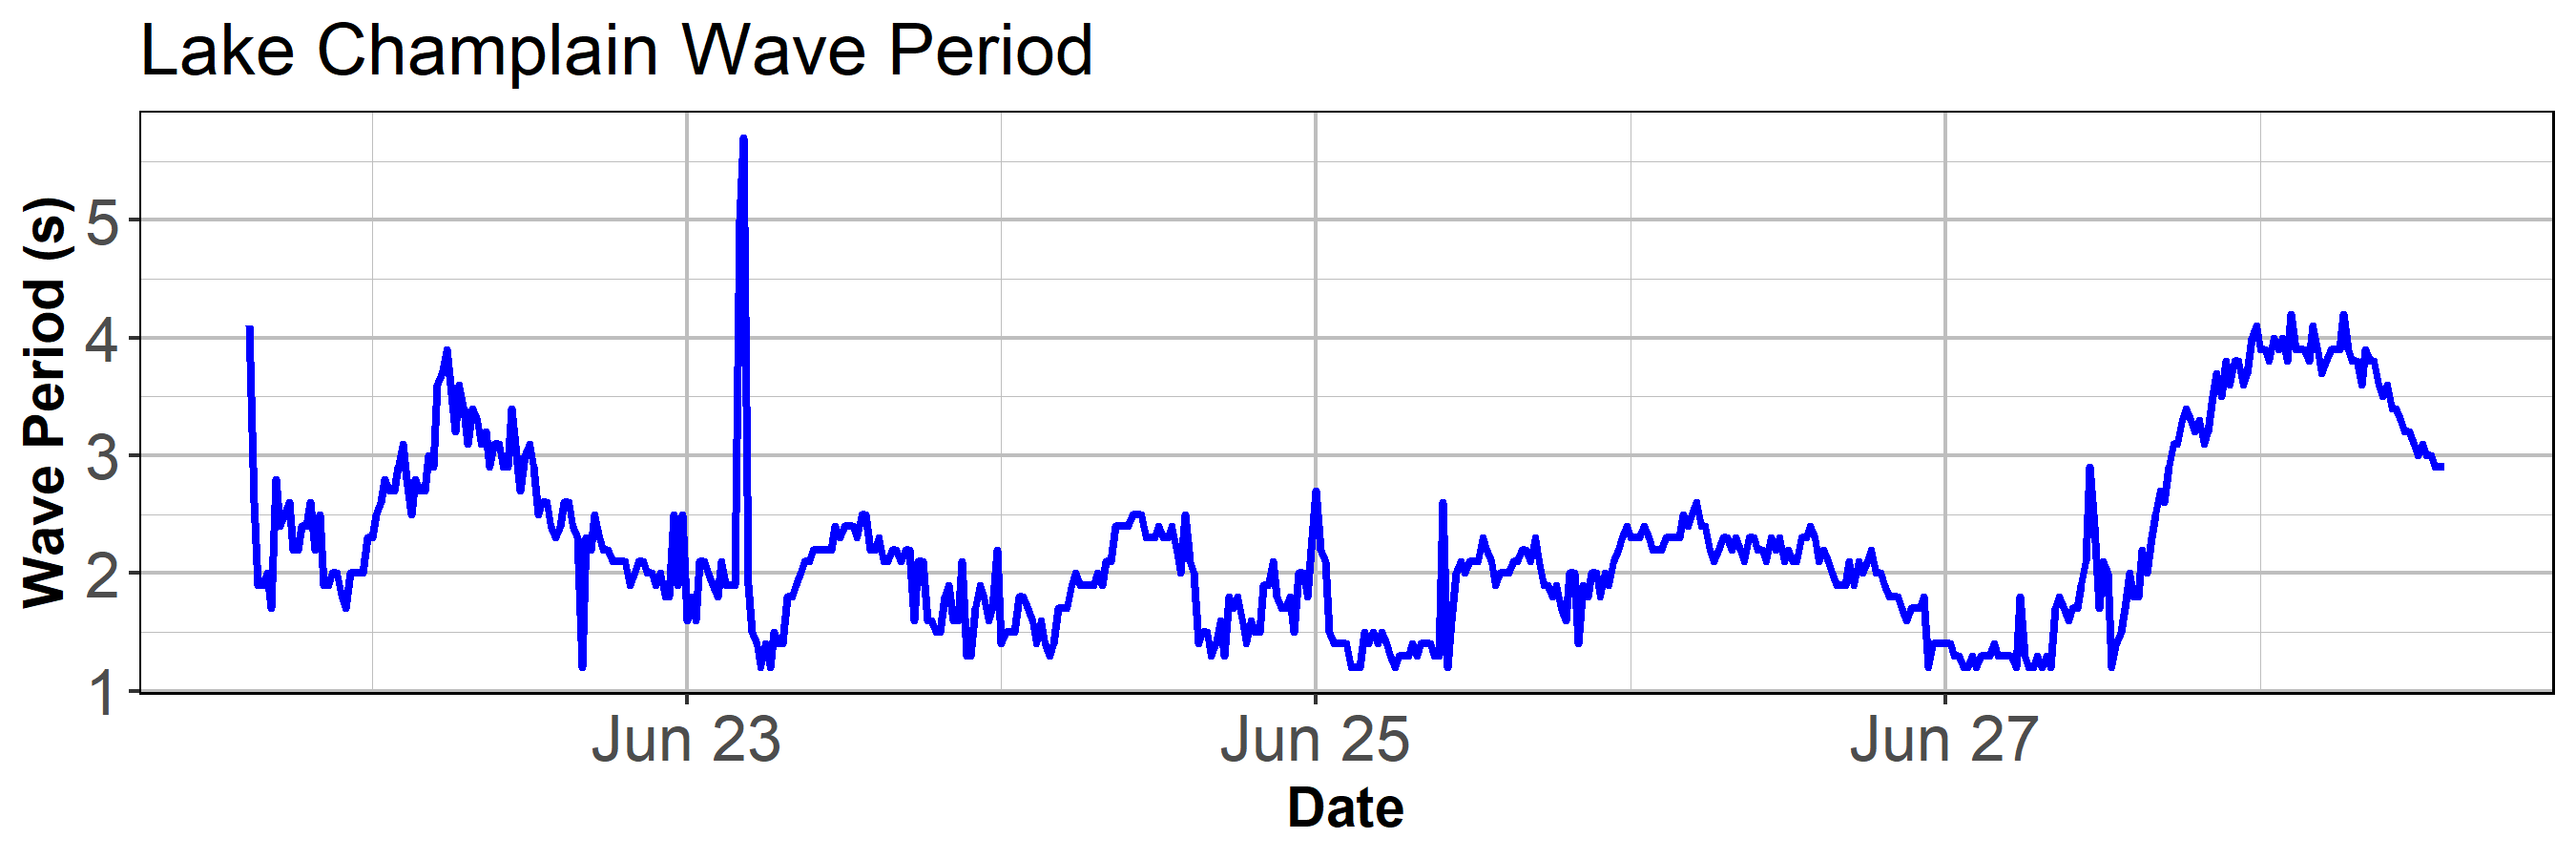 Lake Champlain Wave Period
Wave Period (s)
5
4
3
2
1
Jun 23
Jun 25
Jun 27
Date